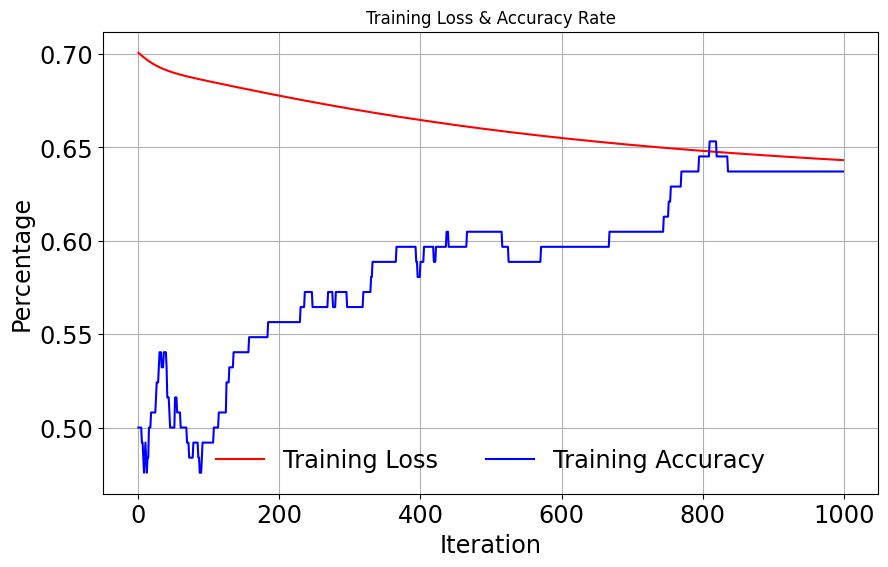 Training Loss & Accuracy Rate
0.70
0.65
0.60
0.55
0.50
Percentage
Training Loss
Training Accuracy
0
200
400
600
800
1000
Iteration